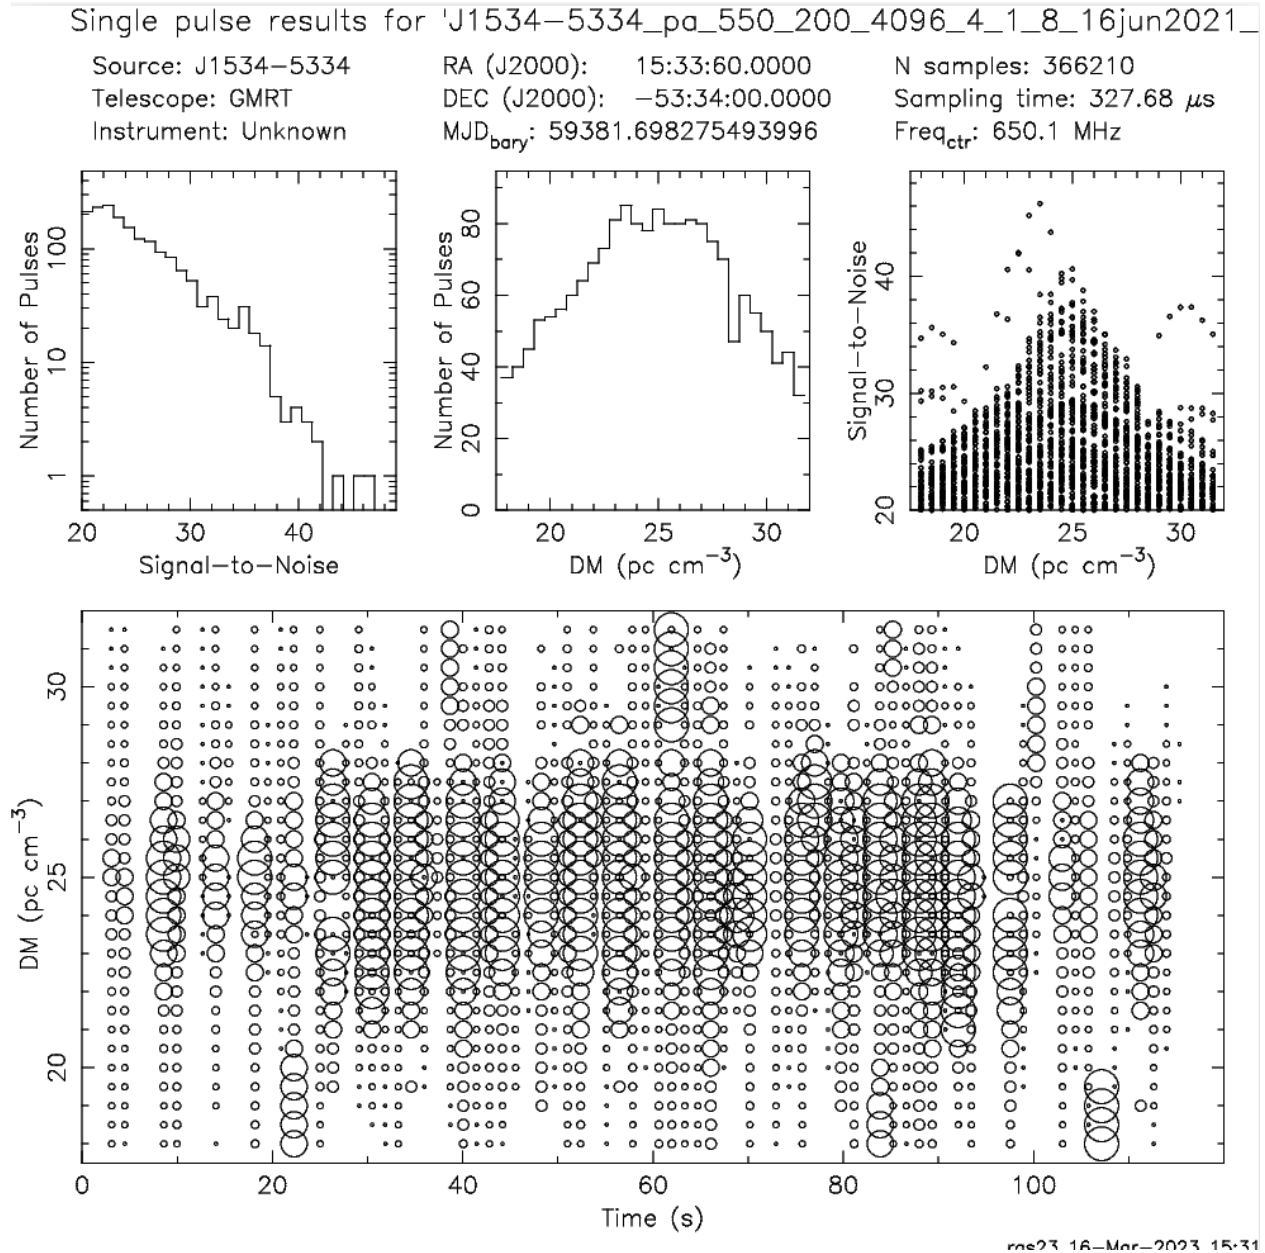 Single pulse results for 'J1534−5334_pa_550_200_4096_4_1_8_16jun2021_
Source: J1534−5334 RA (J2000): 15:33:60.0000 N samples: 366210
Telescope: GMRT DEC (J2000): −53:34:00.0000 Sampling time: 327.68 μs
Instrument: Unknown MJD_bary: 59381.698275493996 Freq_ctr: 650.1 MHz
Number of Pulses
1 10 100
20 30 40
Signal−to−Noise
Number of Pulses
0 20 40 60 80
20 25 30
DM (pc cm⁻³)
Signal−to−Noise
20 30 40
20 25 30
DM (pc cm⁻³)
DM (pc cm⁻³)
20 25 30
0 20 40 60 80 100
Time (s)
ras23 16−Mar−2023 15:31